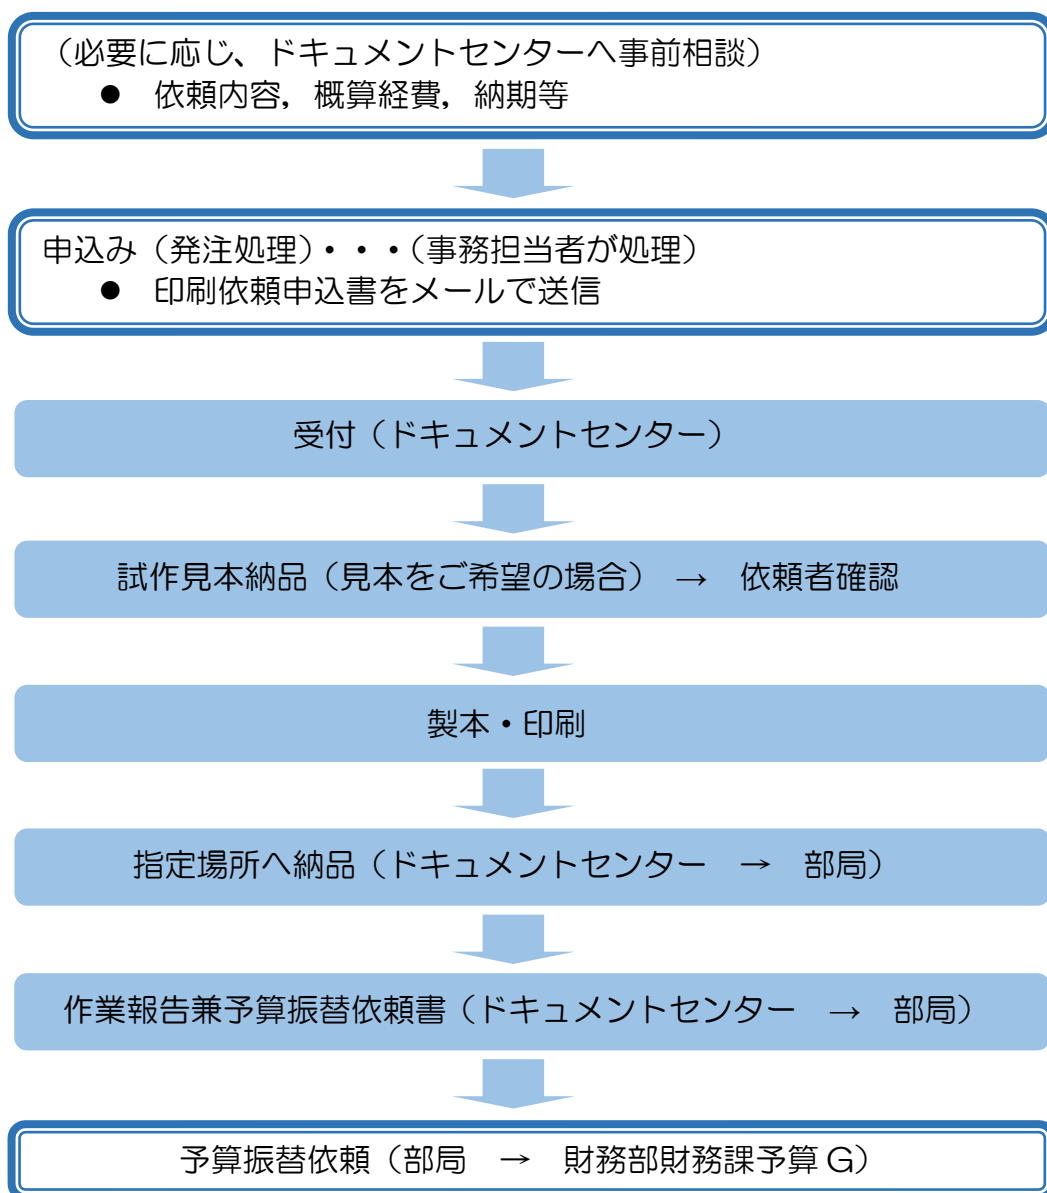 （必要に応じ、ドキュメントセンターへ事前相談）
● 依頼内容，概算経費，納期等
申込み（発注処理）・・・（事務担当者が処理）
● 印刷依頼申込書をメールで送信
受付（ドキュメントセンター）
試作見本納品（見本をご希望の場合） → 依頼者確認
製本・印刷
指定場所へ納品（ドキュメントセンター → 部局）
作業報告兼予算振替依頼書（ドキュメントセンター → 部局）
予算振替依頼（部局 → 財務部財務課予算G）